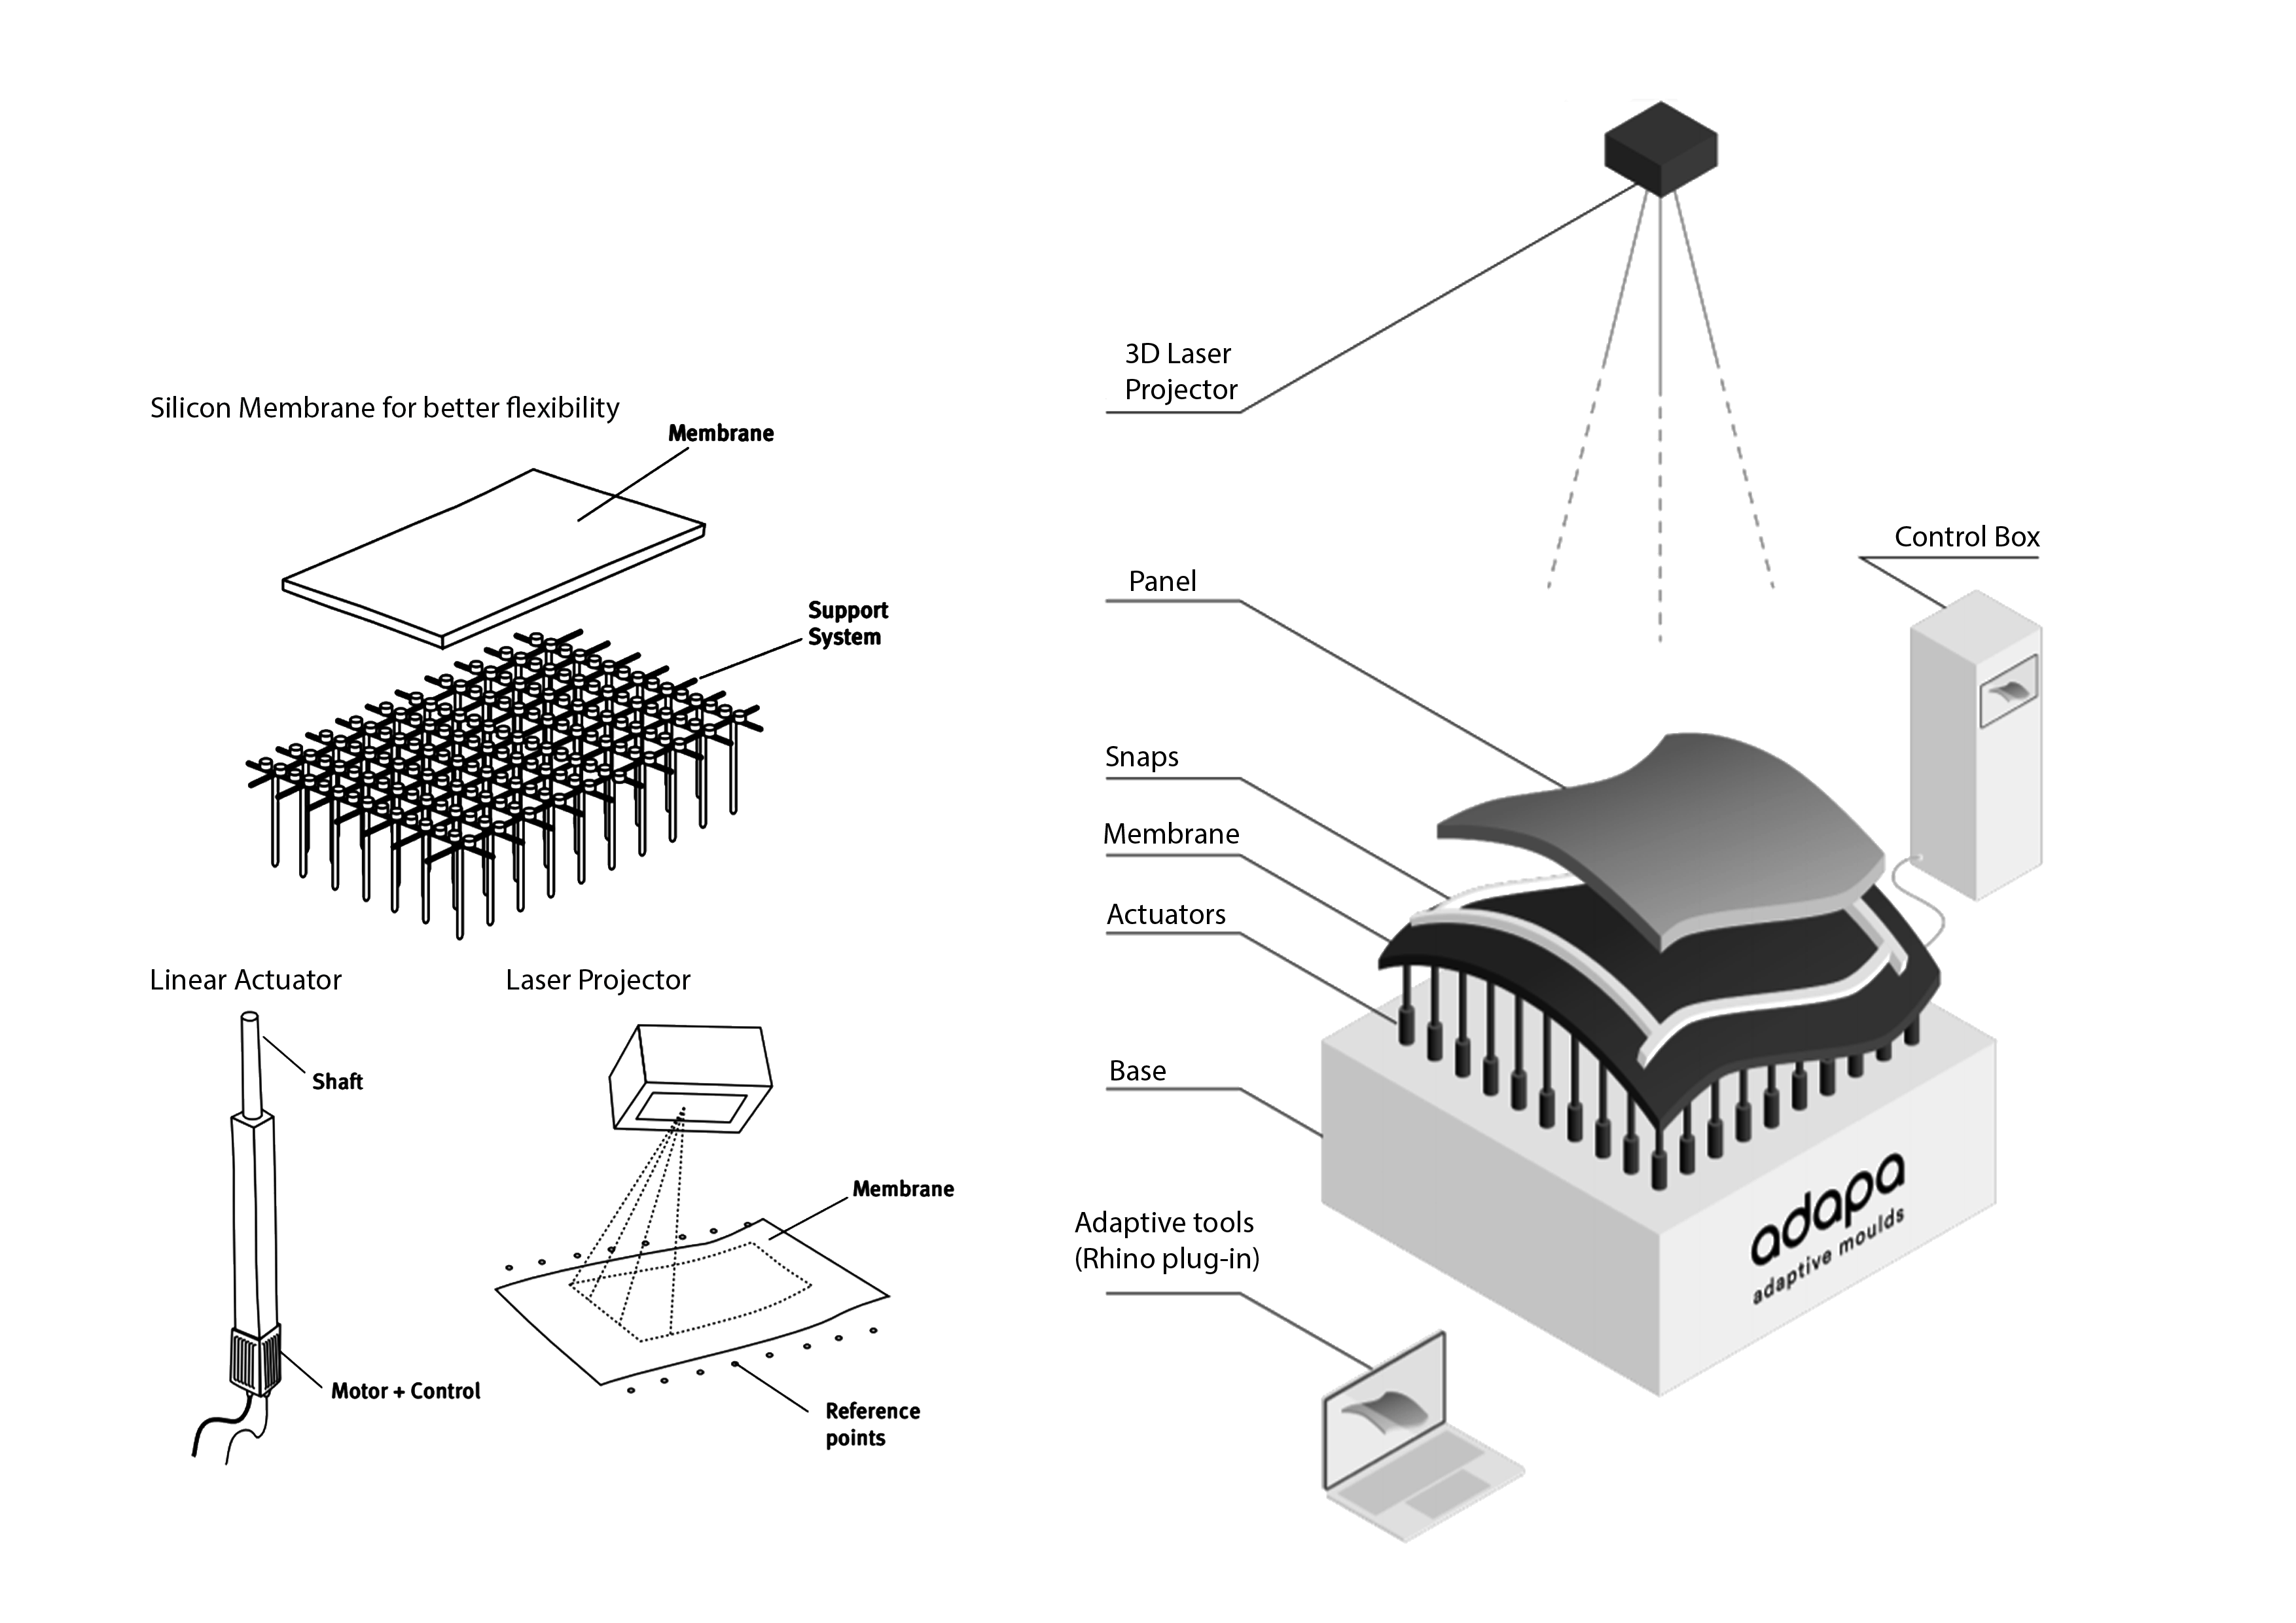 Silicon Membrane for better flexibility
Membrane
Support
System
Linear Actuator
Shaft
Motor + Control
Laser Projector
Membrane
Reference
points
3D Laser
Projector
Control Box
Panel
Snaps
Membrane
Actuators
Base
adapa
adaptive moulds
Adaptive tools
(Rhino plug-in)